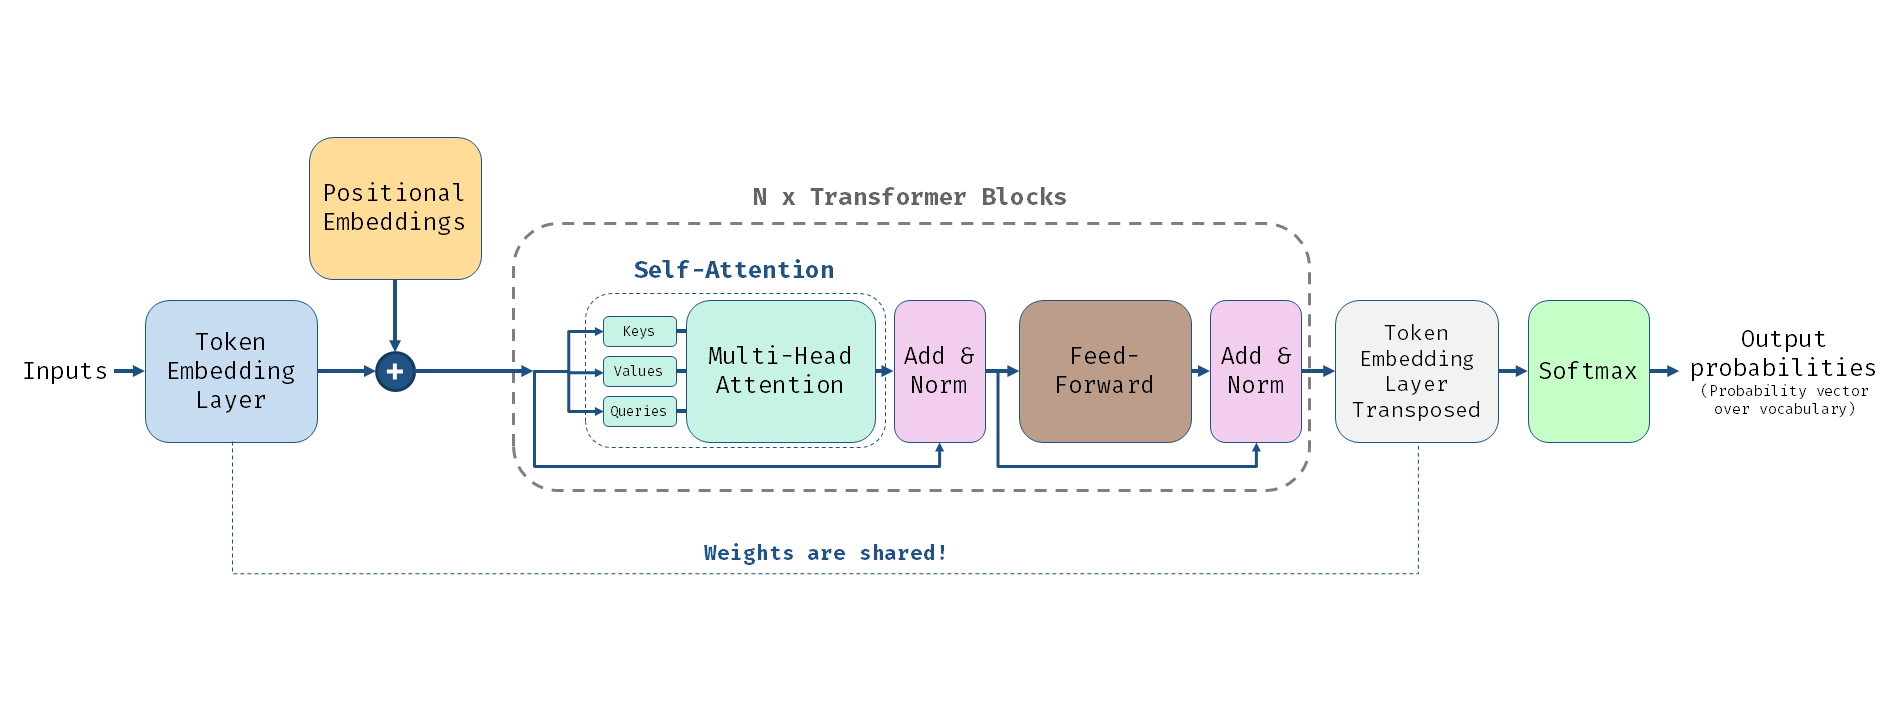 Positional
Embeddings
N x Transformer Blocks
Self-Attention
Inputs
Token
Embedding
Layer
+
Keys
Values
Queries
Multi-Head
Attention
Add &
Norm
Feed-
Forward
Add &
Norm
Token
Embedding
Layer
Transposed
Softmax
Output
probabilities
(Probability vector
over vocabulary)
Weights are shared!